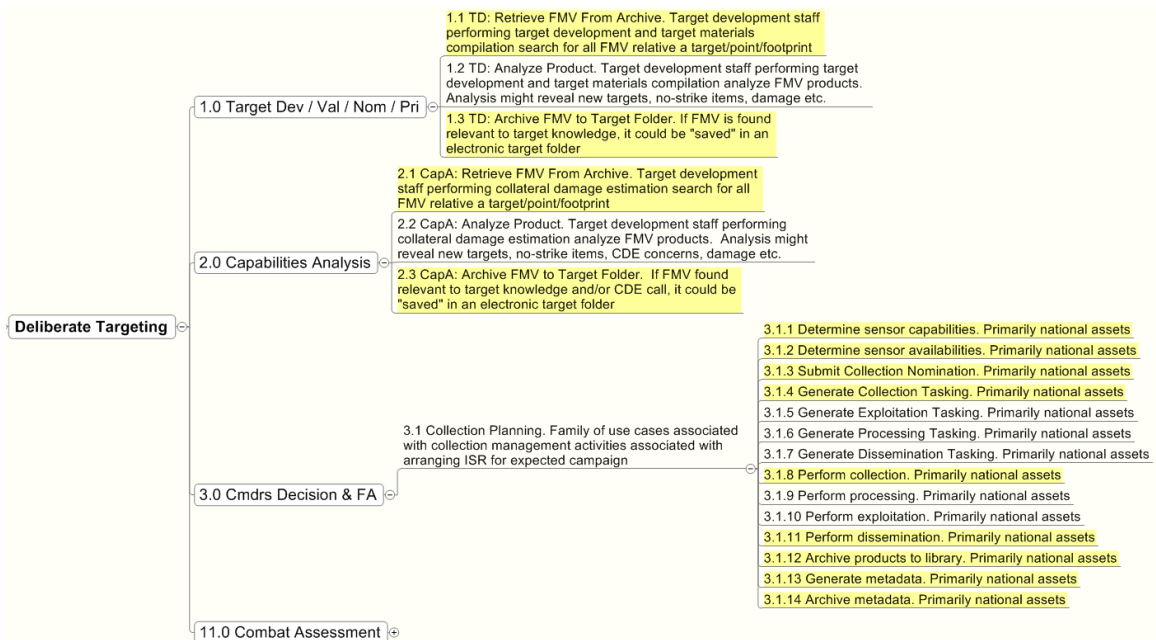 1.1 TD: Retrieve FMV From Archive. Target development staff
performing target development and target materials
compilation search for all FMV relative a target/point/footprint
1.2 TD: Analyze Product. Target development staff performing target
development and target materials compilation analyze FMV products.
Analysis might reveal new targets, no-strike items, damage etc.
1.0 Target Dev / Val / Nom / Pri
1.3 TD: Archive FMV to Target Folder. If FMV is found
relevant to target knowledge, it could be "saved" in an
electronic target folder
2.1 CapA: Retrieve FMV From Archive. Target development
staff performing collateral damage estimation search for all
FMV relative a target/point/footprint
2.2 CapA: Analyze Product. Target development staff performing
collateral damage estimation analyze FMV products.  Analysis might
reveal new targets, no-strike items, CDE concerns, damage etc.
2.0 Capabilities Analysis
2.3 CapA: Archive FMV to Target Folder.  If FMV found
relevant to target knowledge and/or CDE call, it could be
"saved" in an electronic target folder
Deliberate Targeting
3.0 Cmdrs Decision & FA
3.1 Collection Planning. Family of use cases associated
with collection management activities associated with
arranging ISR for expected campaign
3.1.1 Determine sensor capabilities. Primarily national assets
3.1.2 Determine sensor availabilities. Primarily national assets
3.1.3 Submit Collection Nomination. Primarily national assets
3.1.4 Generate Collection Tasking. Primarily national assets
3.1.5 Generate Exploitation Tasking. Primarily national assets
3.1.6 Generate Processing Tasking. Primarily national assets
3.1.7 Generate Dissemination Tasking. Primarily national assets
3.1.8 Perform collection. Primarily national assets
3.1.9 Perform processing. Primarily national assets
3.1.10 Perform exploitation. Primarily national assets
3.1.11 Perform dissemination. Primarily national assets
3.1.12 Archive products to library. Primarily national assets
3.1.13 Generate metadata. Primarily national assets
3.1.14 Archive metadata. Primarily national assets
11.0 Combat Assessment